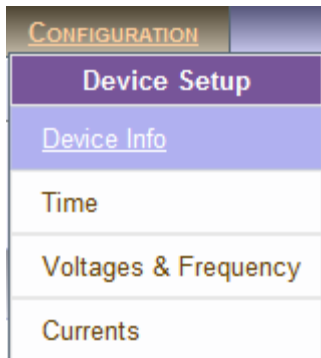 CONFIGURATION
Device Setup
Device Info
Time
Voltages & Frequency
Currents